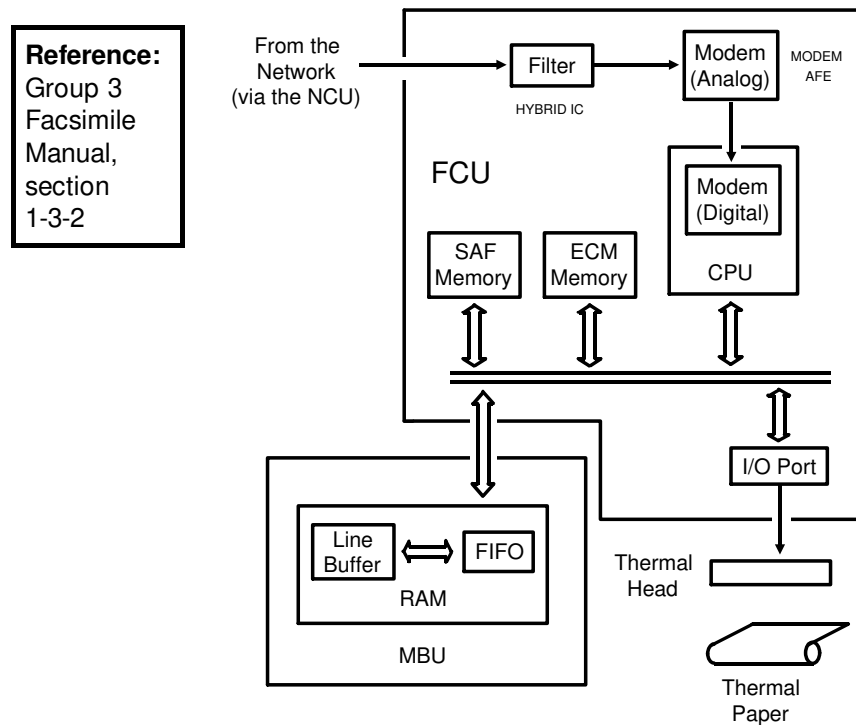 Reference:
Group 3
Facsimile
Manual,
section
1-3-2
From the
Network
(via the NCU)
Filter
HYBRID IC
Modem
(Analog)
MODEM
AFE
FCU
Modem
(Digital)
CPU
SAF
Memory
ECM
Memory
I/O Port
Line
Buffer
FIFO
RAM
MBU
Thermal
Head
Thermal
Paper